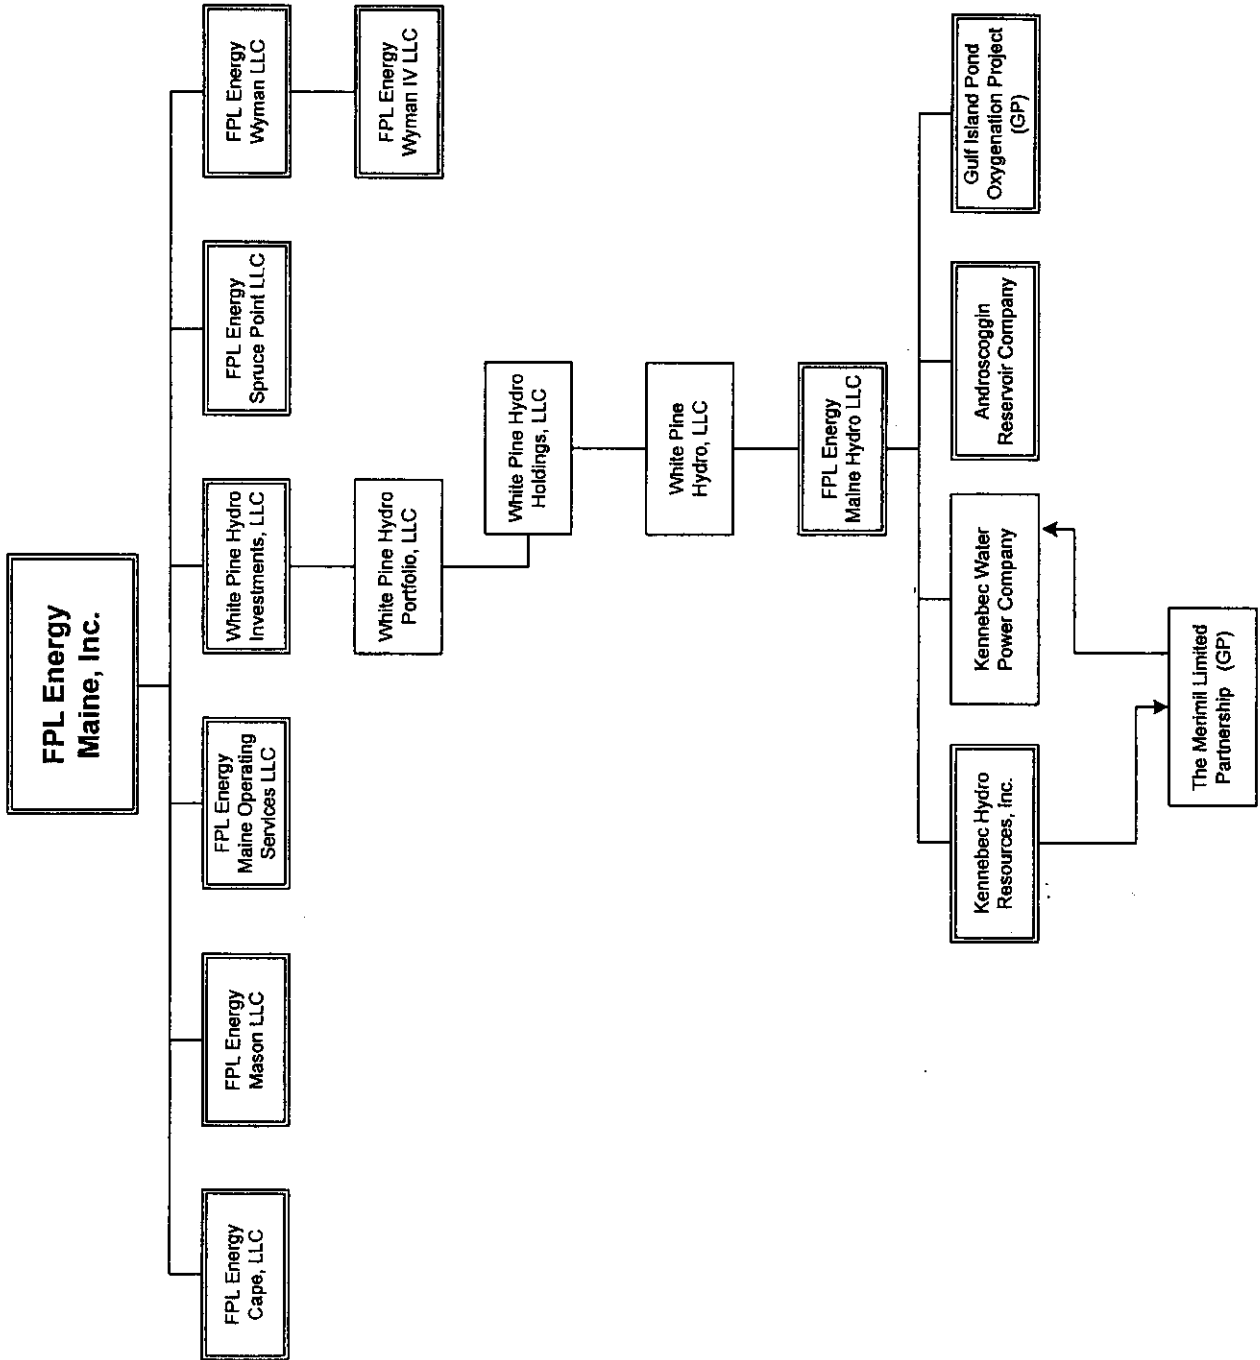 FPL Energy
Maine, Inc.
FPL Energy
Cape, LLC
FPL Energy
Mason LLC
FPL Energy
Maine Operating
Services LLC
White Pine Hydro
Investments, LLC
FPL Energy
Spruce Point LLC
FPL Energy
Wyman LLC
White Pine Hydro
Portfolio, LLC
FPL Energy
Wyman IV LLC
White Pine Hydro
Holdings, LLC
White Pine
Hydro, LLC
FPL Energy
Maine Hydro LLC
Kennebec Hydro
Resources, Inc.
Kennebec Water
Power Company
Androscoggin
Reservoir Company
Gulf Island Pond
Oxygenation Project
(GP)
The Merimil Limited
Partnership (GP)